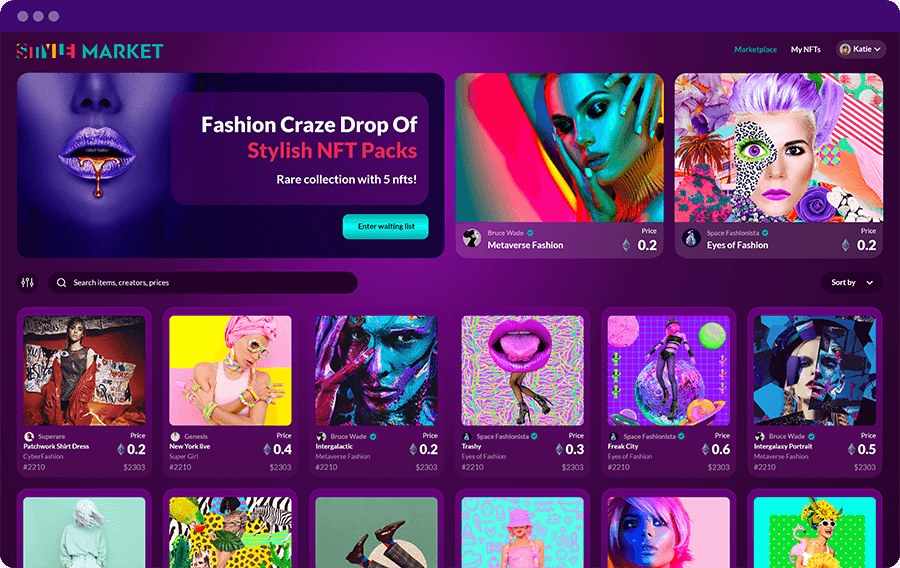 STYLE MARKET
Marketplace
My NFTs
Katie
Fashion Craze Drop Of
Stylish NFT Packs
Rare collection with 5 nfts!
Enter waiting list
Bruce Wade
Metaverse Fashion
Price
0.2
Space Fashionista
Eyes of Fashion
Price
0.2
Search items, creators, prices
Sort by
Superare
Patchwork Shirt Dress
CyberFashion
#2210
Price
0.2
$2303
Genesis
New York live
Super Girl
#2210
Price
0.4
$2303
Bruce Wade
Intergalactic
Metaverse Fashion
#2210
Price
0.2
$2303
Space Fashionista
Trashy
Eyes of Fashion
#2210
Price
0.3
$2303
Space Fashionista
Freak City
Eyes of Fashion
#2210
Price
0.6
$2303
Bruce Wade
Intergalaxy Portrait
Metaverse Fashion
#2210
Price
0.5
$2303